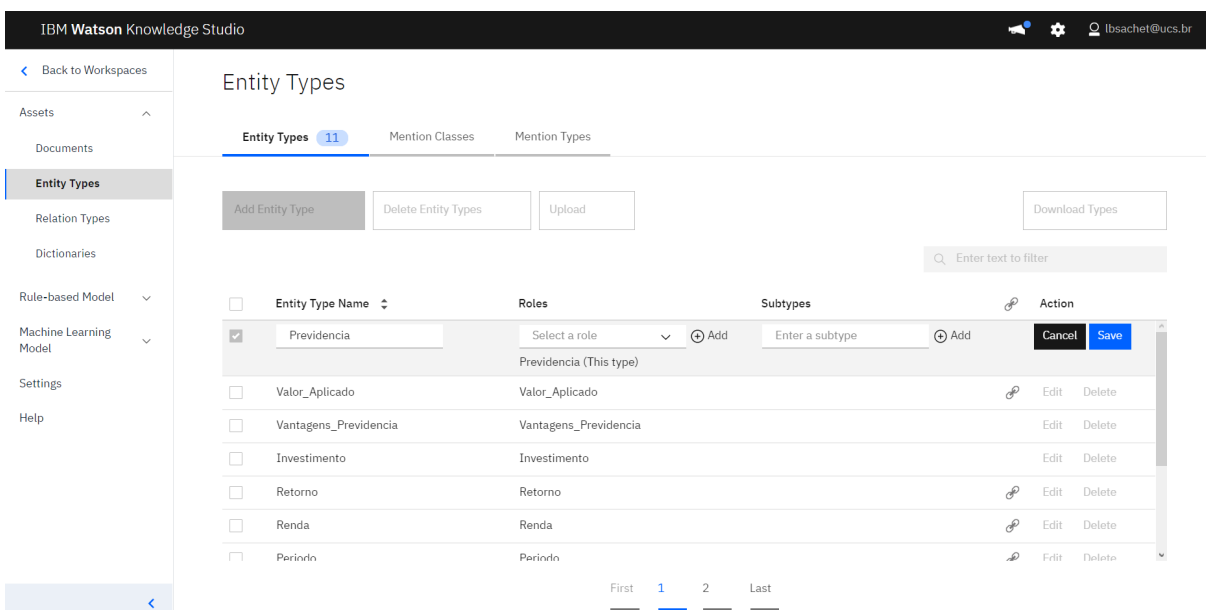 IBM Watson Knowledge Studio
lbsachet@ucs.br
Back to Workspaces
Assets
Documents
Entity Types
Relation Types
Dictionaries
Rule-based Model
Machine Learning
Model
Settings
Help
Entity Types
Entity Types 11 Mention Classes Mention Types
Add Entity Type Delete Entity Types Upload Download Types
Enter text to filter
Entity Type Name Roles Subtypes Action
Previdencia Select a role Add Enter a subtype Add Cancel Save
Previdencia (This type)
Valor_Aplicado Valor_Aplicado Edit Delete
Vantagens_Previdencia Vantagens_Previdencia Edit Delete
Investimento Investimento Edit Delete
Retorno Retorno Edit Delete
Renda Renda Edit Delete
Periodo Periodo Edit Delete
First 1 2 Last